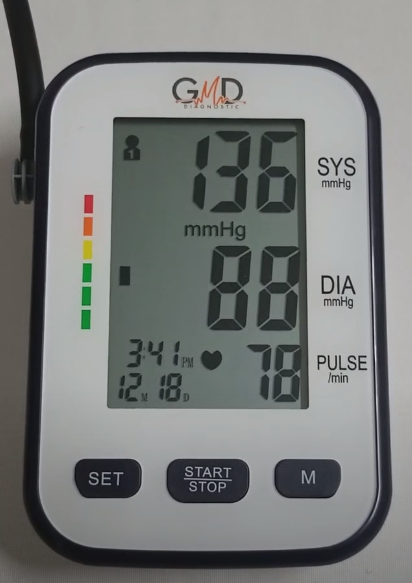 GMD
DIAGNOSTIC
1
136
SYS
mmHg
mmHg
88
DIA
mmHg
3:41 PM
78
PULSE
/min
12 M 18 D
SET
START
STOP
M